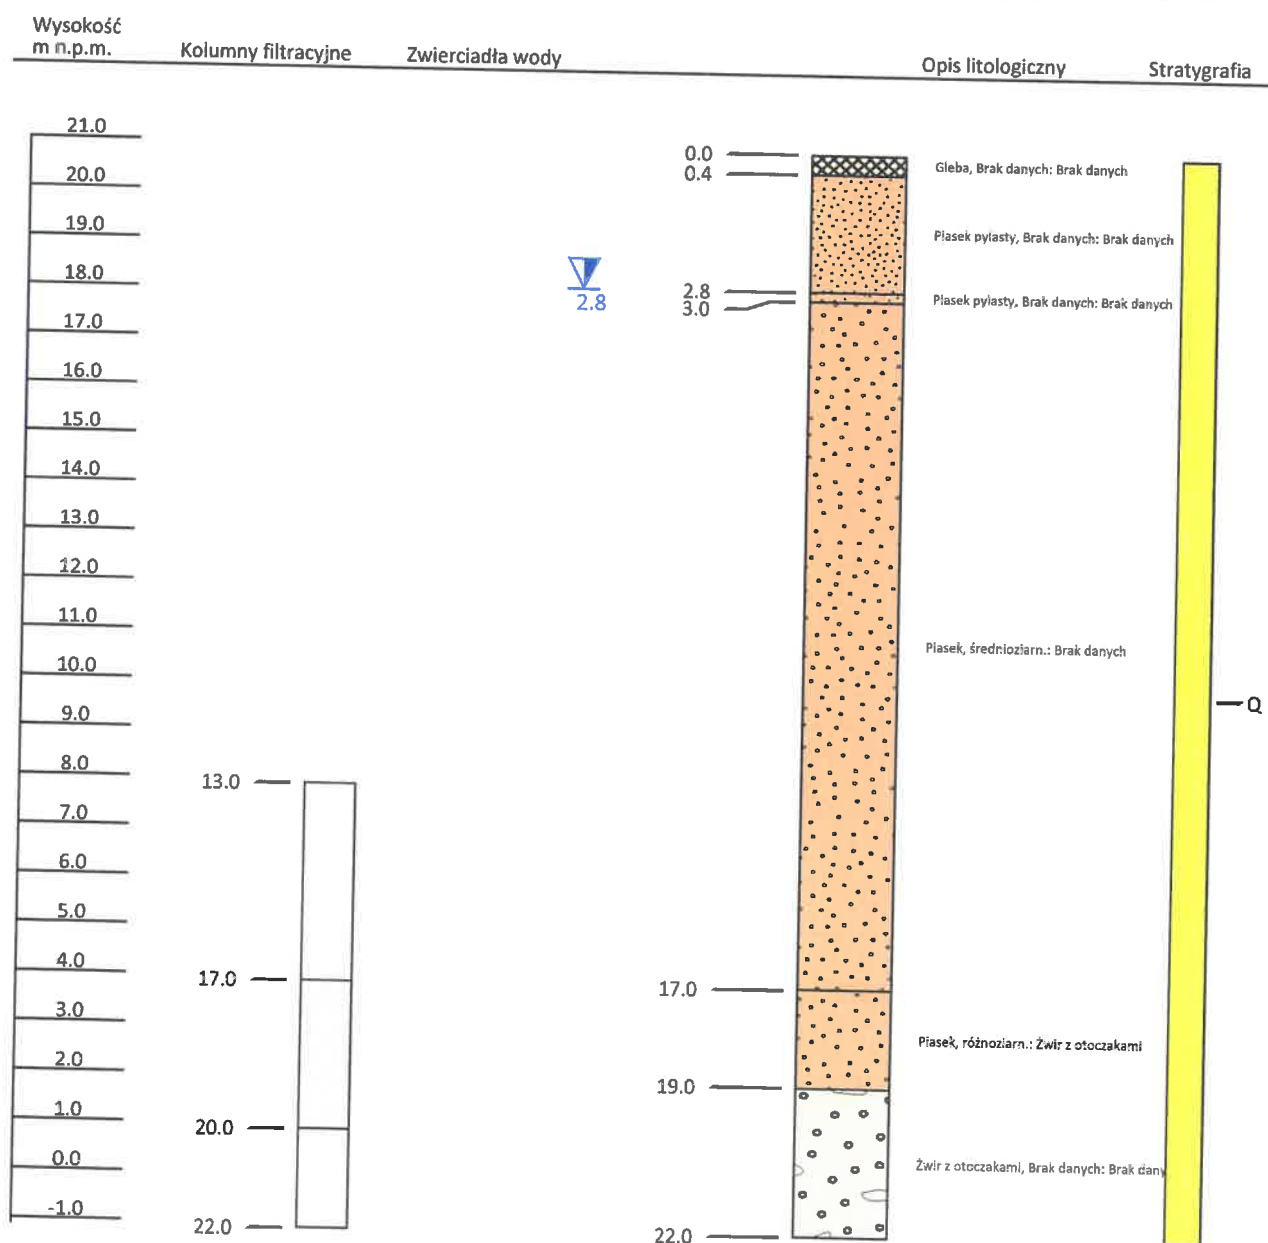 Wysokość
m n.p.m.
Kolumny filtracyjne
Zwierciadła wody
Opis litologiczny
Stratygrafia
21.0
20.0
19.0
18.0
17.0
16.0
15.0
14.0
13.0
12.0
11.0
10.0
9.0
8.0
7.0
6.0
5.0
4.0
3.0
2.0
1.0
0.0
-1.0
13.0
17.0
20.0
22.0
2.8
0.0
0.4
2.8
3.0
17.0
19.0
22.0
Gleba, Brak danych: Brak danych
Piasek pylasty, Brak danych: Brak danych
Piasek pylasty, Brak danych: Brak danych
Piasek, średnioziarn.: Brak danych
Piasek, różnoziarn.: Żwir z otoczakami
Żwir z otoczakami, Brak danych: Brak dany
Q